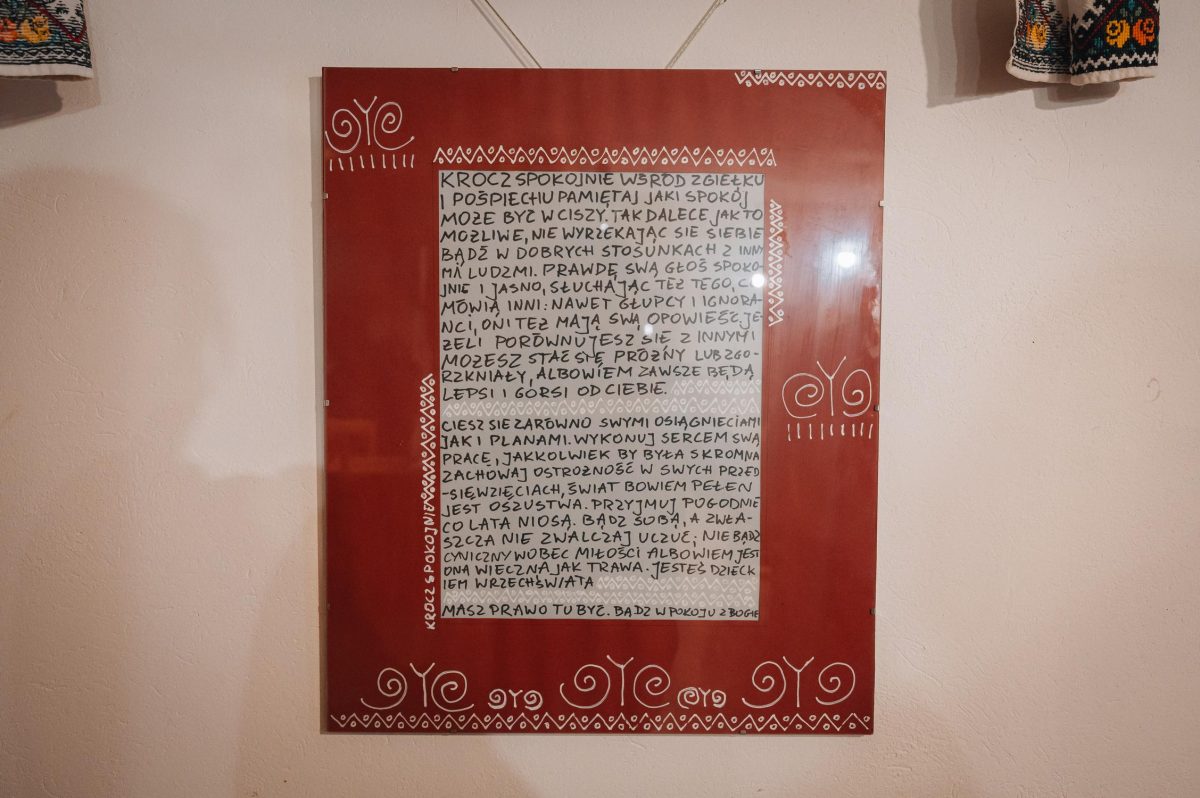 KROCZ SPOKOJNIE WŚRÓD ZGIEŁKU
I POŚPIECHU PAMIĘTAJ JAKI SPOKÓJ
MOŻE BYĆ W CISZY. TAK DALECE JAK TO
MOŻLIWE, NIE WYRZEKAJĄC SIĘ SIEBIE
BĄDŹ W DOBRYCH STOSUNKACH Z INNY
MI LUDZMI. PRAWDĘ SWĄ GŁOŚ SPOKO-
JNIE I JASNO, SŁUCHAJĄC TEŻ TEGO, CO
MÓWIĄ INNI: NAWET GŁUPCY I IGNORA-
NCI, ONI TEŻ MAJĄ SWĄ OPOWIEŚĆ JE-
ŻELI PORÓWNUJESZ SIĘ Z INNYMI
MOŻESZ STAĆ SIĘ PRÓŻNY LUB ZGO-
RZKNIAŁY, ALBOWIEM ZAWSZE BĘDĄ
LEPSI I GORSI OD CIEBIE.
CIESZ SIĘ ZARÓWNO SWYMI OSIĄGNIECIAMI
JAK I PLANAMI. WYKONUJ SERCEM SWĄ
PRACĘ, JAKKOLWIEK BY BYŁA SKROMNA
ZACHOWAJ OSTROŻNOŚĆ W SWYCH PRZED
-SIĘWZIĘCIACH, ŚWIAT BOWIEM PEŁEN
JEST OSZUSTWA. PRZYJMUJ POGODNIE
CO LATA NIOSĄ. BĄDŹ SOBĄ, A ZWŁA-
SZCZA NIE ZWALCZAJ UCZUĆ; NIE BĄDŹ
CYNICZNY WOBEC MIŁOŚCI ALBOWIEM JEST
ONA WIECZNA JAK TRAWA. JESTEŚ DZIECK
IEM WRZECHŚWIATA
MASZ PRAWO TU BYĆ. BĄDŹ W POKOJU Z BOGIE
KROCZ SPOKOJNIE